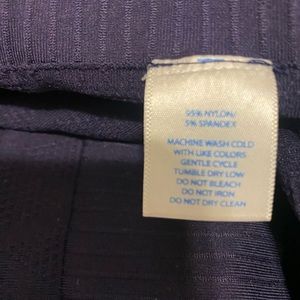 95% NYLON/
5% SPANDEX
MACHINE WASH COLD
WITH LIKE COLORS
GENTLE CYCLE
TUMBLE DRY LOW
DO NOT BLEACH
DO NOT IRON
DO NOT DRY CLEAN